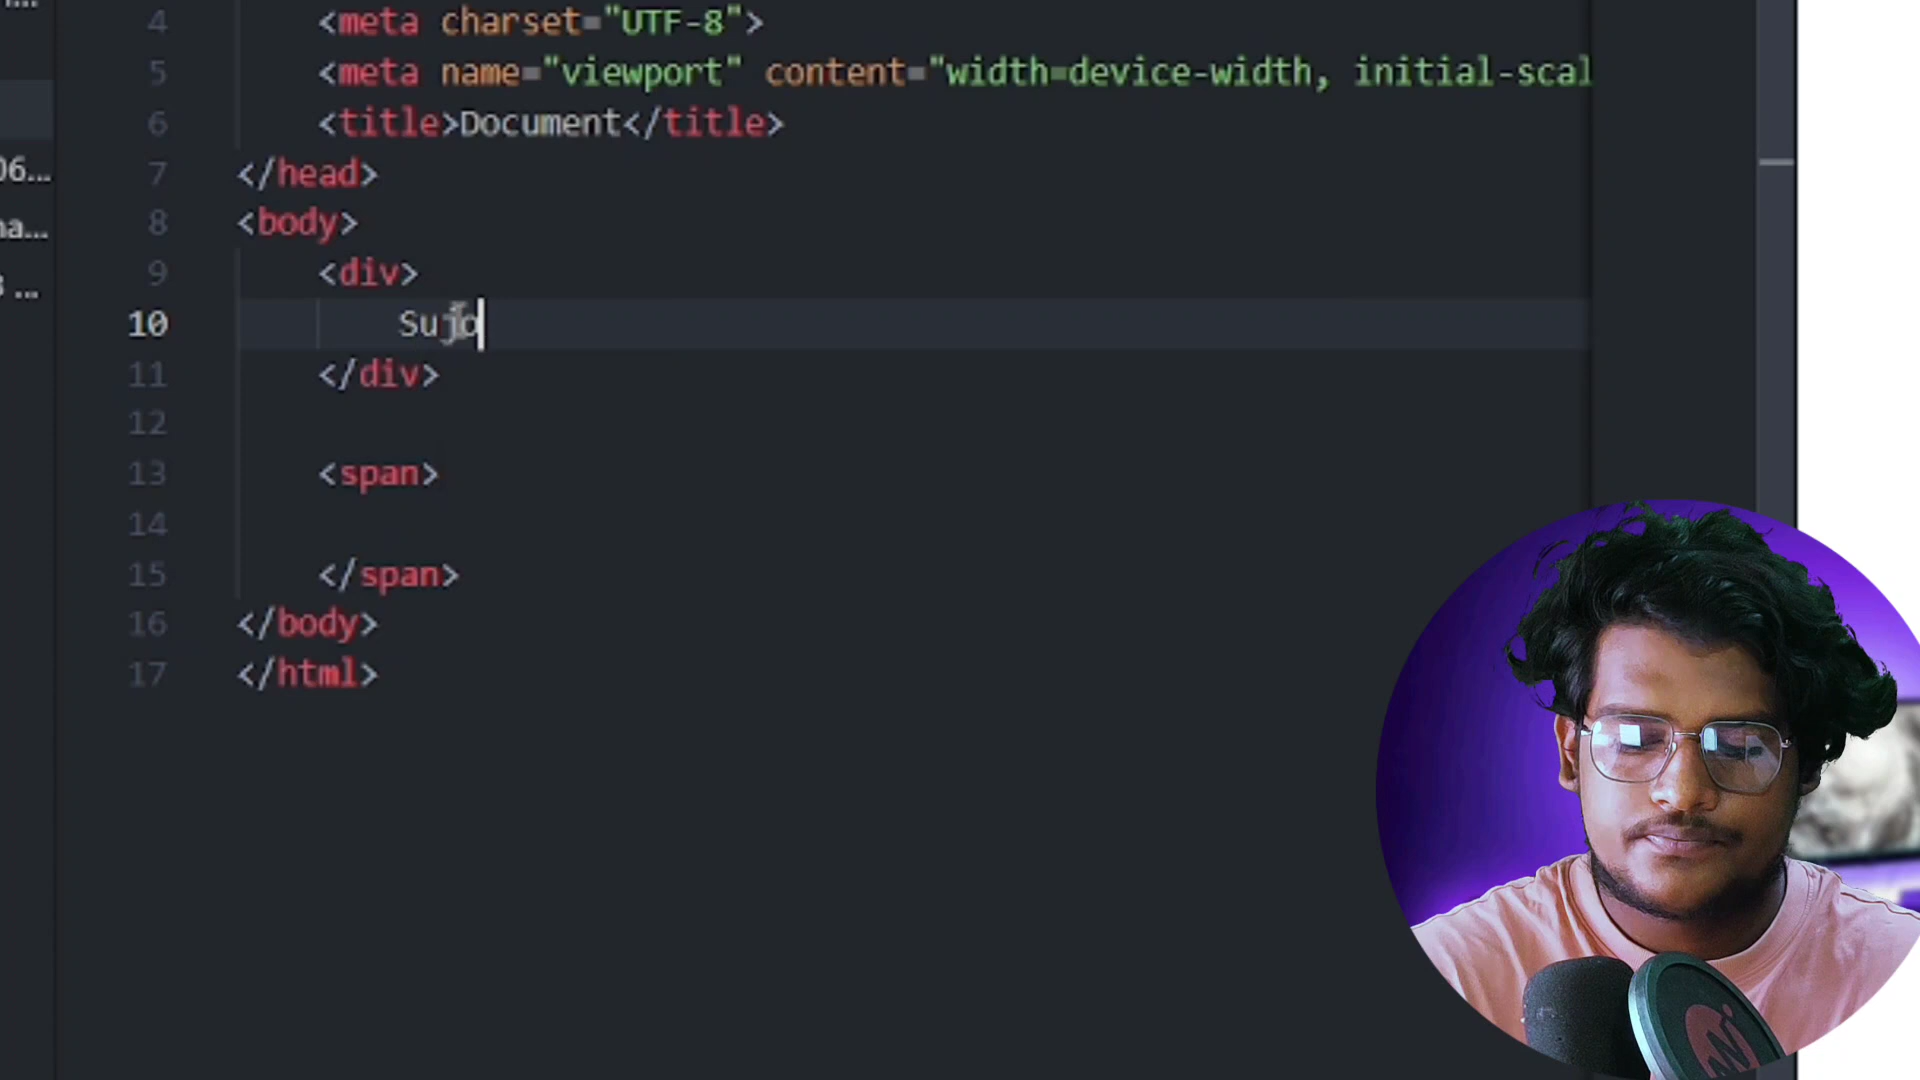 4 <meta charset="UTF-8">
5 <meta name="viewport" content="width=device-width, initial-scal
6 <title>Document</title>
7 </head>
8 <body>
9 <div>
10 Sujo
11 </div>
12
13 <span>
14
15 </span>
16 </body>
17 </html>
06...
na...
...